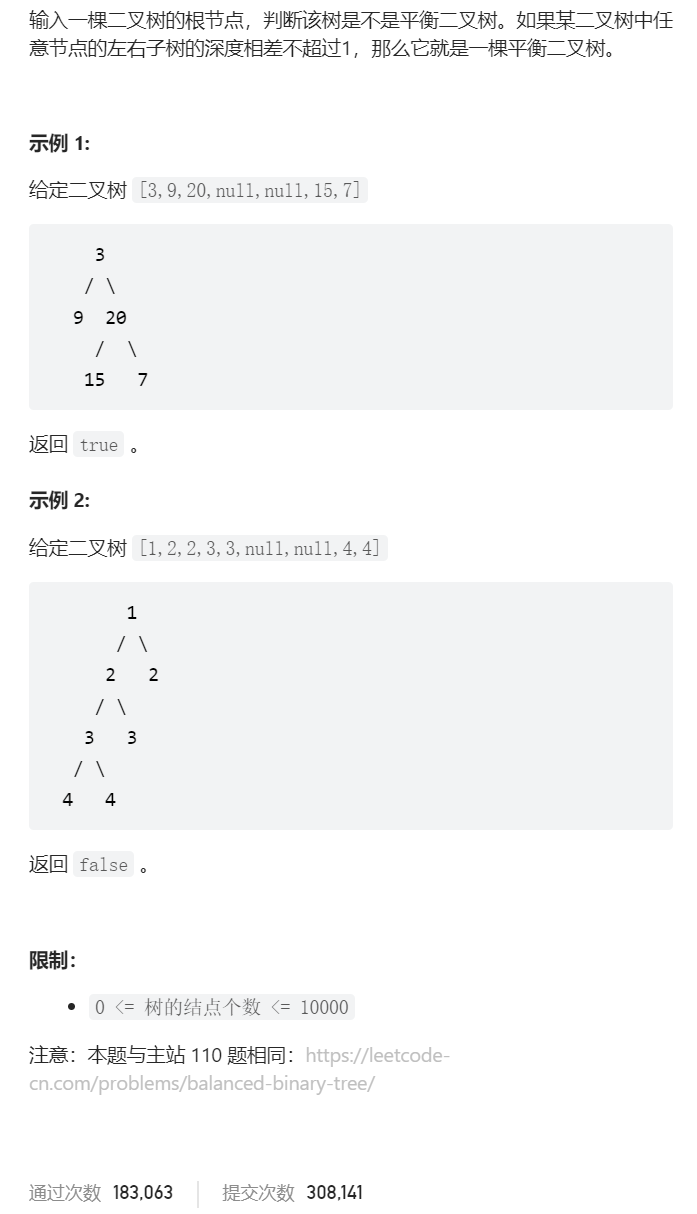 输入一棵二叉树的根节点，判断该树是不是平衡二叉树。如果某二叉树中任
意节点的左右子树的深度相差不超过1，那么它就是一棵平衡二叉树。
示例 1:
给定二叉树 [3,9,20,null,null,15,7]
3
/ \
9 20
/ \
15 7
返回 true 。
示例 2:
给定二叉树 [1,2,2,3,3,null,null,4,4]
1
/ \
2 2
/ \
3 3
/ \
4 4
返回 false 。
限制：
0 <= 树的结点个数 <= 10000
注意：本题与主站 110 题相同：https://leetcode-
cn.com/problems/balanced-binary-tree/
通过次数 183,063 提交次数 308,141